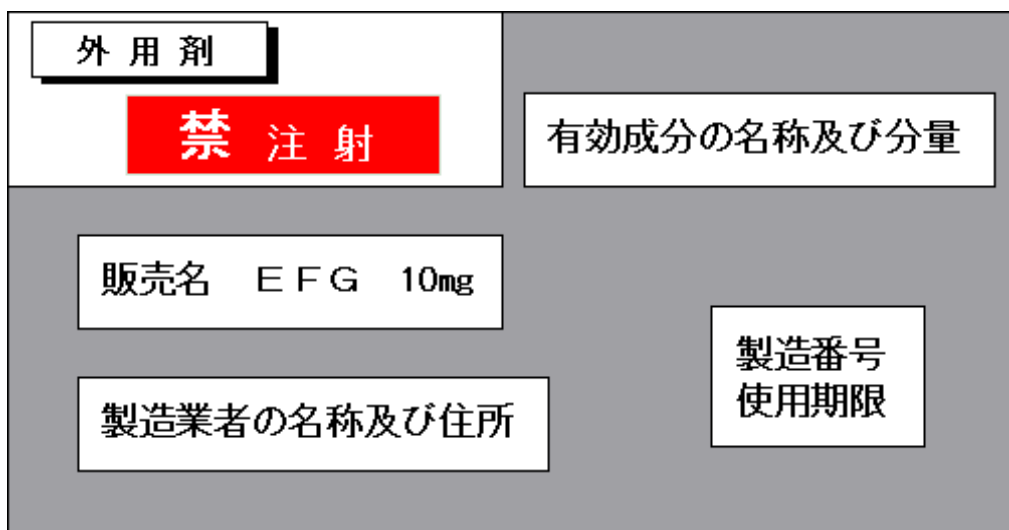 外 用 剤
禁 注 射
有効成分の名称及び分量
販売名　ＥＦＧ　10mg
製造番号
使用期限
製造業者の名称及び住所